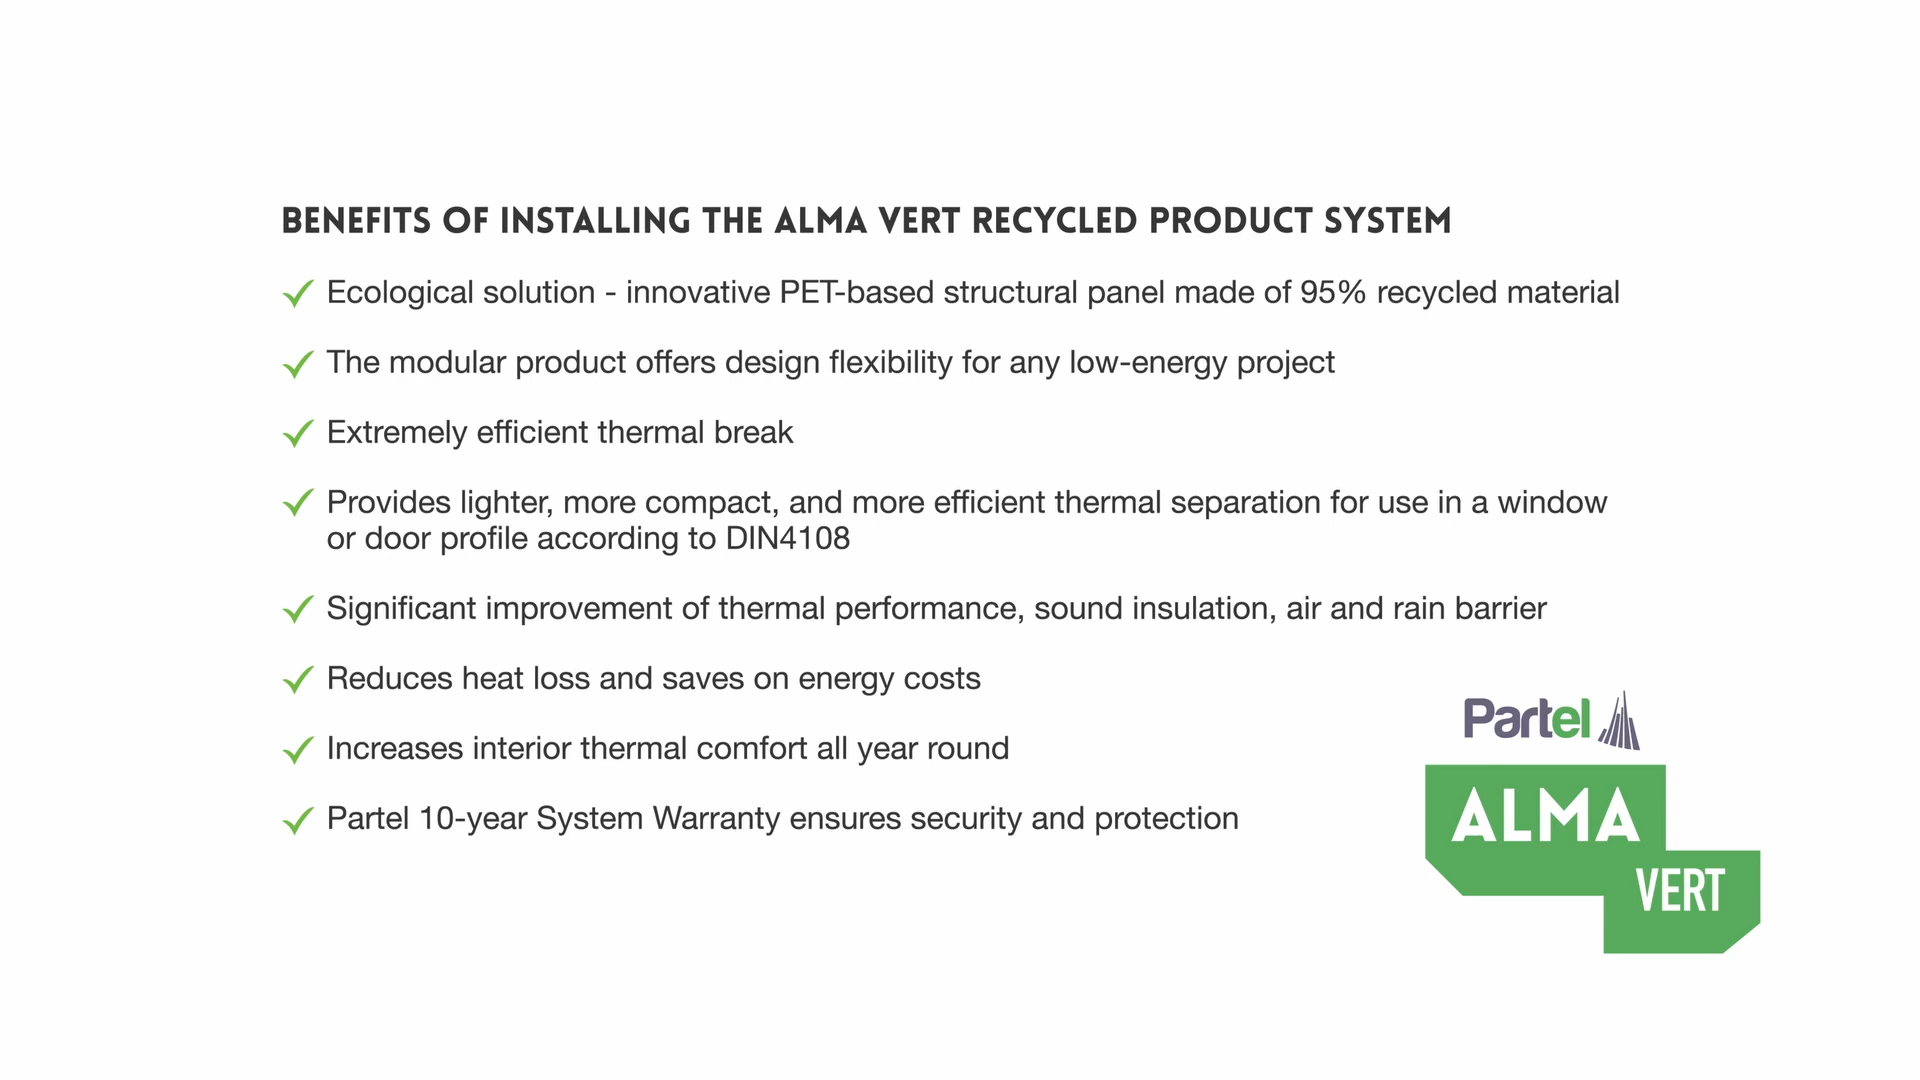 BENEFITS OF INSTALLING THE ALMA VERT RECYCLED PRODUCT SYSTEM
Ecological solution - innovative PET-based structural panel made of 95% recycled material
The modular product offers design flexibility for any low-energy project
Extremely efficient thermal break
Provides lighter, more compact, and more efficient thermal separation for use in a window
or door profile according to DIN4108
Significant improvement of thermal performance, sound insulation, air and rain barrier
Reduces heat loss and saves on energy costs
Increases interior thermal comfort all year round
Partel 10-year System Warranty ensures security and protection
Partel
ALMA
VERT